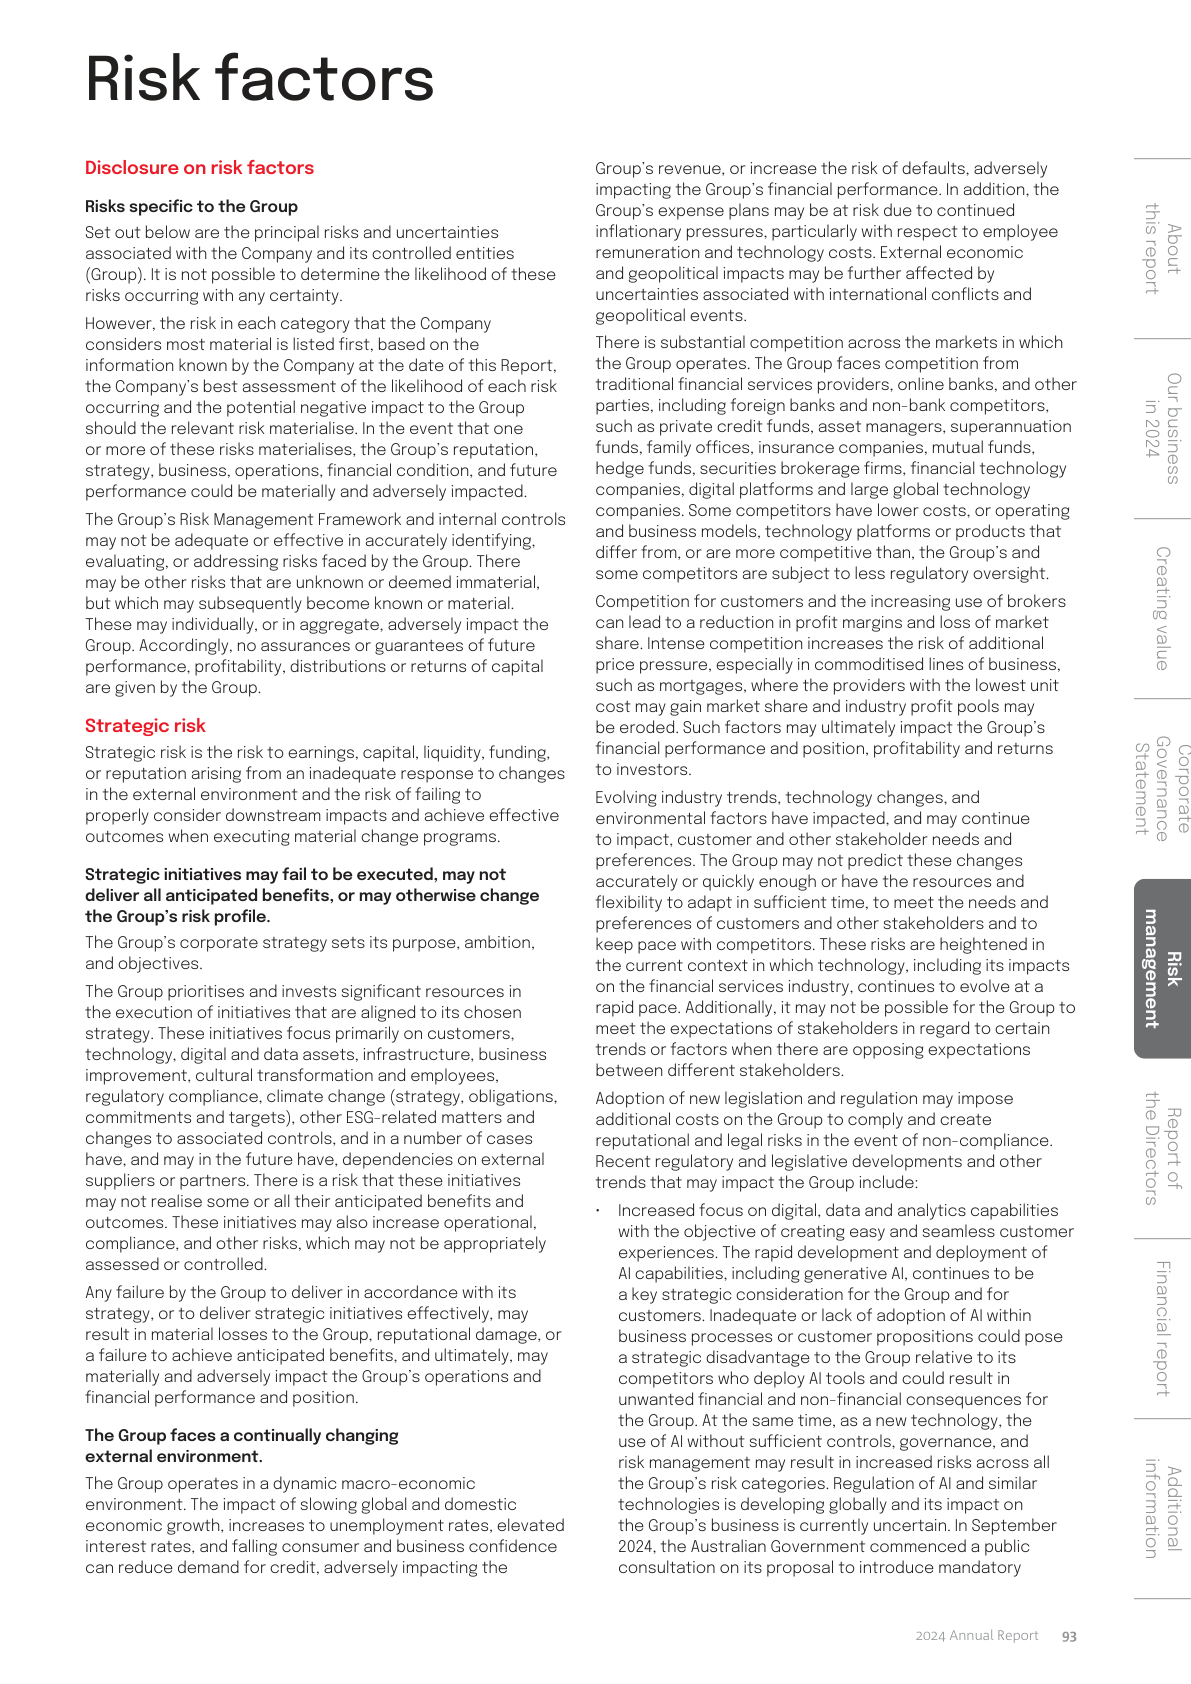 Risk factors
Disclosure on risk factors
Risks specific to the Group
Set out below are the principal risks and uncertainties
associated with the Company and its controlled entities
(Group). It is not possible to determine the likelihood of these
risks occurring with any certainty.
However, the risk in each category that the Company
considers most material is listed first, based on the
information known by the Company at the date of this Report,
the Company's best assessment of the likelihood of each risk
occurring and the potential negative impact to the Group
should the relevant risk materialise. In the event that one
or more of these risks materialises, the Group's reputation,
strategy, business, operations, financial condition, and future
performance could be materially and adversely impacted.
The Group's Risk Management Framework and internal controls
may not be adequate or effective in accurately identifying,
evaluating, or addressing risks faced by the Group. There
may be other risks that are unknown or deemed immaterial,
but which may subsequently become known or material.
These may individually, or in aggregate, adversely impact the
Group. Accordingly, no assurances or guarantees of future
performance, profitability, distributions or returns of capital
are given by the Group.
Strategic risk
Strategic risk is the risk to earnings, capital, liquidity, funding,
or reputation arising from an inadequate response to changes
in the external environment and the risk of failing to
properly consider downstream impacts and achieve effective
outcomes when executing material change programs.
Strategic initiatives may fail to be executed, may not
deliver all anticipated benefits, or may otherwise change
the Group's risk profile.
The Group's corporate strategy sets its purpose, ambition,
and objectives.
The Group prioritises and invests significant resources in
the execution of initiatives that are aligned to its chosen
strategy. These initiatives focus primarily on customers,
technology, digital and data assets, infrastructure, business
improvement, cultural transformation and employees,
regulatory compliance, climate change (strategy, obligations,
commitments and targets), other ESG-related matters and
changes to associated controls, and in a number of cases
have, and may in the future have, dependencies on external
suppliers or partners. There is a risk that these initiatives
may not realise some or all their anticipated benefits and
outcomes. These initiatives may also increase operational,
compliance, and other risks, which may not be appropriately
assessed or controlled.
Any failure by the Group to deliver in accordance with its
strategy, or to deliver strategic initiatives effectively, may
result in material losses to the Group, reputational damage, or
a failure to achieve anticipated benefits, and ultimately, may
materially and adversely impact the Group's operations and
financial performance and position.
The Group faces a continually changing
external environment.
The Group operates in a dynamic macro-economic
environment. The impact of slowing global and domestic
economic growth, increases to unemployment rates, elevated
interest rates, and falling consumer and business confidence
can reduce demand for credit, adversely impacting the
Group's revenue, or increase the risk of defaults, adversely
impacting the Group's financial performance. In addition, the
Group's expense plans may be at risk due to continued
inflationary pressures, particularly with respect to employee
remuneration and technology costs. External economic
and geopolitical impacts may be further affected by
uncertainties associated with international conflicts and
geopolitical events.
There is substantial competition across the markets in which
the Group operates. The Group faces competition from
traditional financial services providers, online banks, and other
parties, including foreign banks and non-bank competitors,
such as private credit funds, asset managers, superannuation
funds, family offices, insurance companies, mutual funds,
hedge funds, securities brokerage firms, financial technology
companies, digital platforms and large global technology
companies. Some competitors have lower costs, or operating
and business models, technology platforms or products that
differ from, or are more competitive than, the Group's and
some competitors are subject to less regulatory oversight.
Competition for customers and the increasing use of brokers
can lead to a reduction in profit margins and loss of market
share. Intense competition increases the risk of additional
price pressure, especially in commoditised lines of business,
such as mortgages, where the providers with the lowest unit
cost may gain market share and industry profit pools may
be eroded. Such factors may ultimately impact the Group's
financial performance and position, profitability and returns
to investors.
Evolving industry trends, technology changes, and
environmental factors have impacted, and may continue
to impact, customer and other stakeholder needs and
preferences. The Group may not predict these changes
accurately or quickly enough or have the resources and
flexibility to adapt in sufficient time, to meet the needs and
preferences of customers and other stakeholders and to
keep pace with competitors. These risks are heightened in
the current context in which technology, including its impacts
on the financial services industry, continues to evolve at a
rapid pace. Additionally, it may not be possible for the Group to
meet the expectations of stakeholders in regard to certain
trends or factors when there are opposing expectations
between different stakeholders.
Adoption of new legislation and regulation may impose
additional costs on the Group to comply and create
reputational and legal risks in the event of non-compliance.
Recent regulatory and legislative developments and other
trends that may impact the Group include:
• Increased focus on digital, data and analytics capabilities
with the objective of creating easy and seamless customer
experiences. The rapid development and deployment of
AI capabilities, including generative AI, continues to be
a key strategic consideration for the Group and for
customers. Inadequate or lack of adoption of AI within
business processes or customer propositions could pose
a strategic disadvantage to the Group relative to its
competitors who deploy AI tools and could result in
unwanted financial and non-financial consequences for
the Group. At the same time, as a new technology, the
use of AI without sufficient controls, governance, and
risk management may result in increased risks across all
the Group's risk categories. Regulation of AI and similar
technologies is developing globally and its impact on
the Group's business is currently uncertain. In September
2024, the Australian Government commenced a public
consultation on its proposal to introduce mandatory
About
this report
Our business
in 2024
Creating value
Corporate
Governance
Statement
Risk
management
Report of
the Directors
Financial report
Additional
information
2024 Annual Report 93